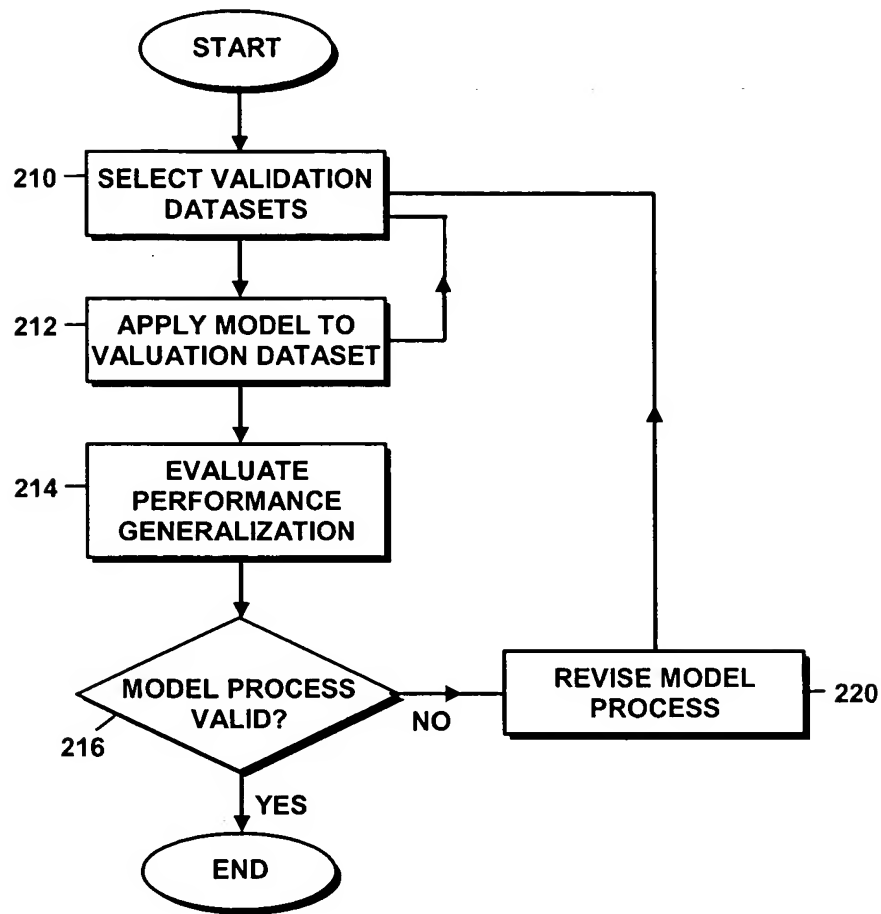 START
210
SELECT VALIDATION
DATASETS
212
APPLY MODEL TO
VALUATION DATASET
214
EVALUATE
PERFORMANCE
GENERALIZATION
MODEL PROCESS
VALID?
216
NO
REVISE MODEL
PROCESS
220
YES
END